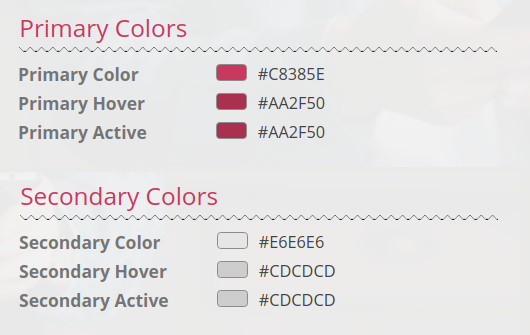 Primary Colors
Primary Color #C8385E
Primary Hover #AA2F50
Primary Active #AA2F50
Secondary Colors
Secondary Color #E6E6E6
Secondary Hover #CDCDCD
Secondary Active #CDCDCD